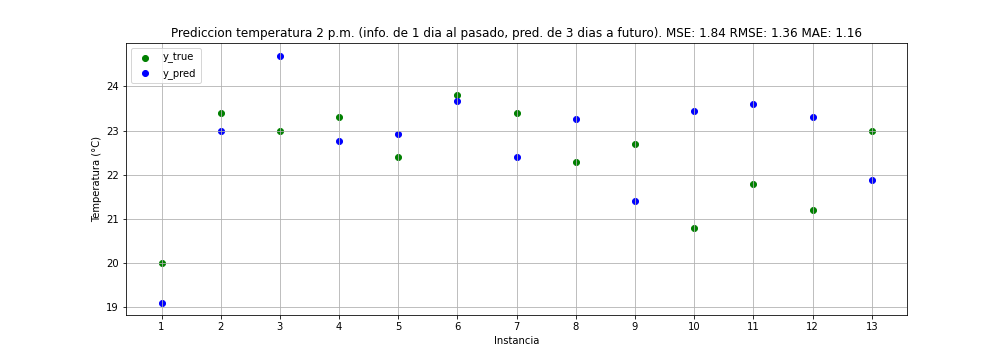 Prediccion temperatura 2 p.m. (info. de 1 dia al pasado, pred. de 3 dias a futuro). MSE: 1.84 RMSE: 1.36 MAE: 1.16
y_true
y_pred
Temperatura (°C)
24
23
22
21
20
19
1 2 3 4 5 6 7 8 9 10 11 12 13
Instancia